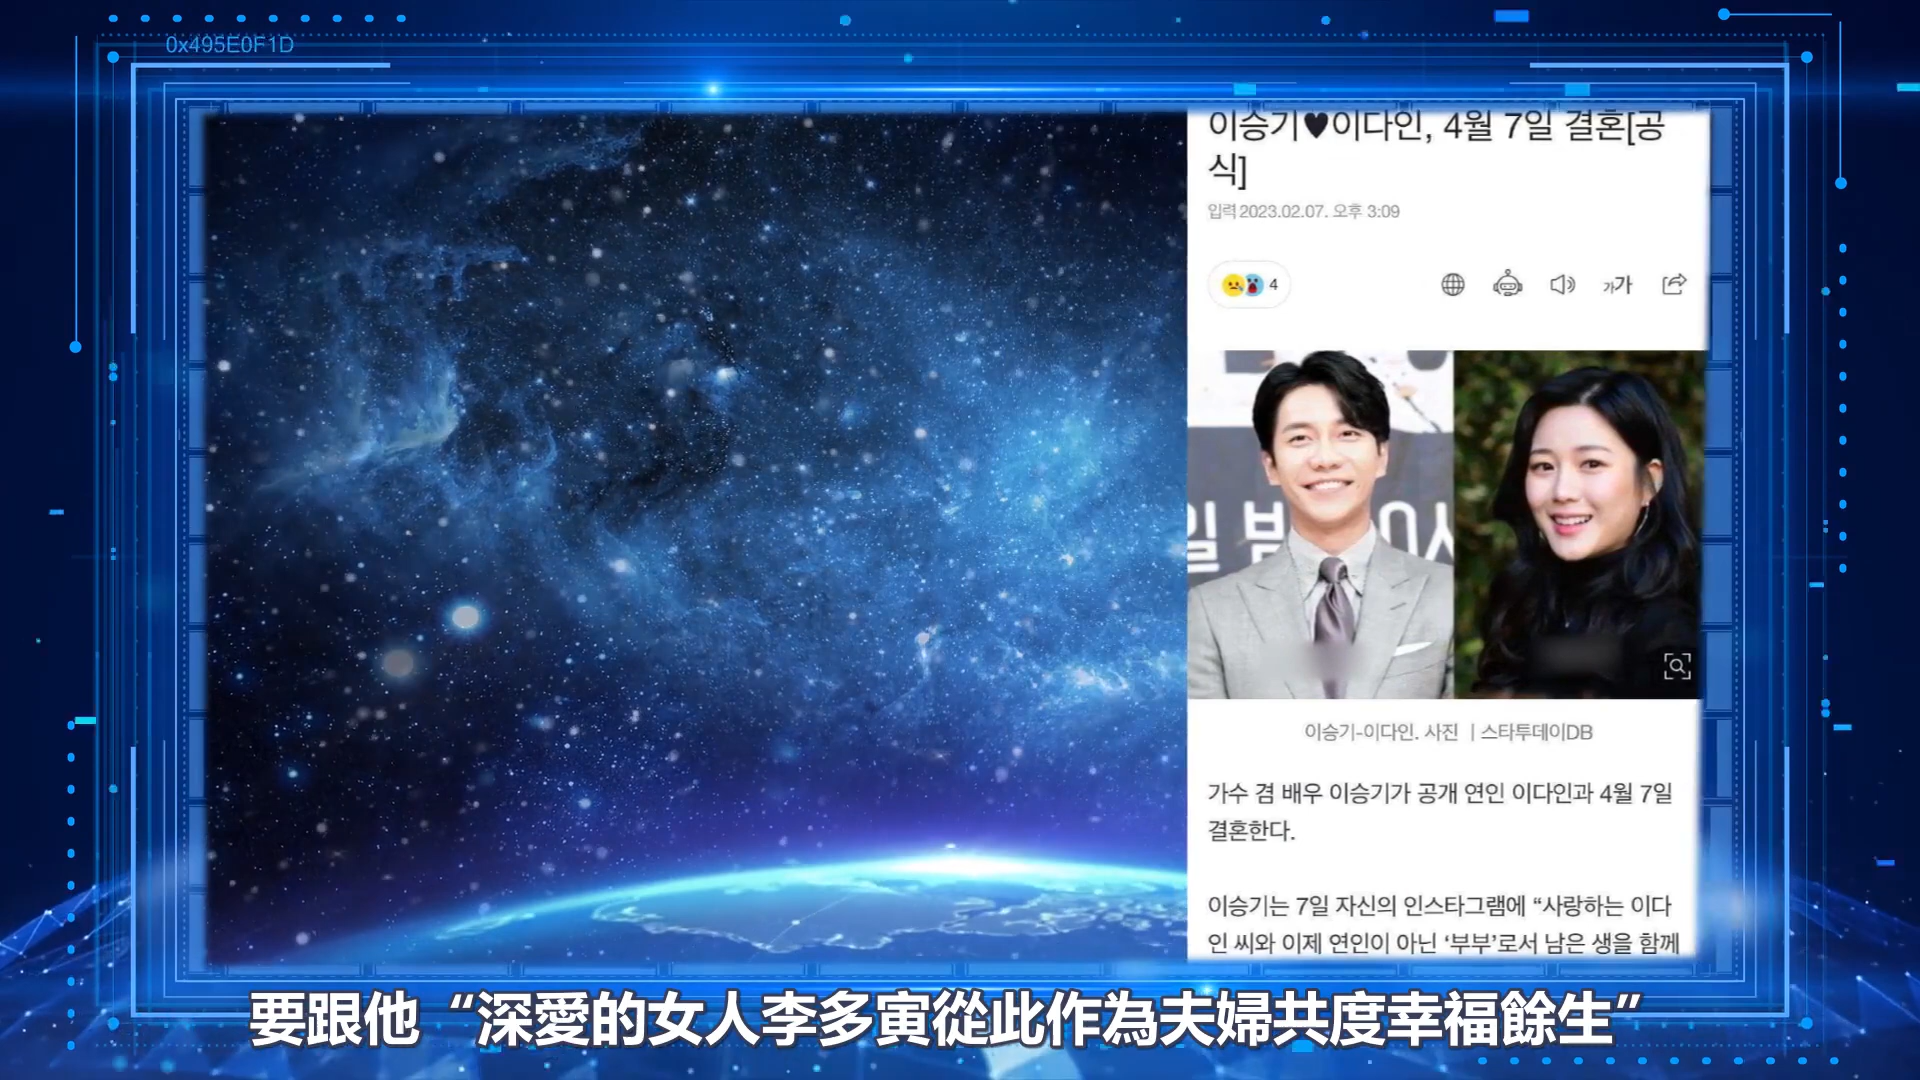 0x495E0F1D
이승기♥이다인, 4월 7일 결혼[공
식]
입력 2023.02.07. 오후 3:09
4
가가
일 밤
이승기-이다인. 사진 | 스타투데이DB
가수 겸 배우 이승기가 공개 연인 이다인과 4월 7일
결혼한다.
이승기는 7일 자신의 인스타그램에 “사랑하는 이다
인 씨와 이제 연인이 아닌 ‘부부’로서 남은 생을 함께
要跟他“深愛的女人李多寅從此作為夫婦共度幸福餘生”